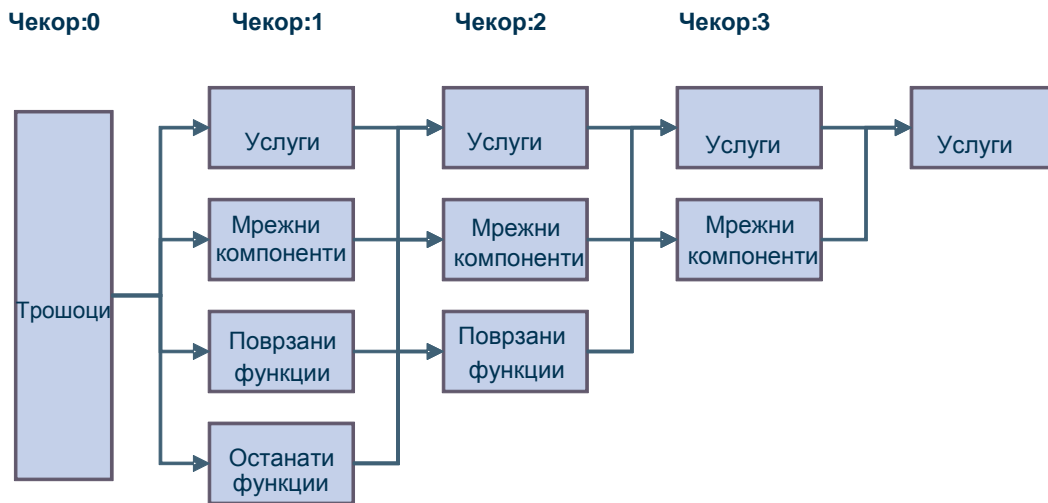 Чекор:0
Чекор:1
Чекор:2
Чекор:3
Трошоци
Услуги
Мрежни
компоненти
Поврзани
функции
Останати
функции
Услуги
Мрежни
компоненти
Поврзани
функции
Услуги
Мрежни
компоненти
Услуги